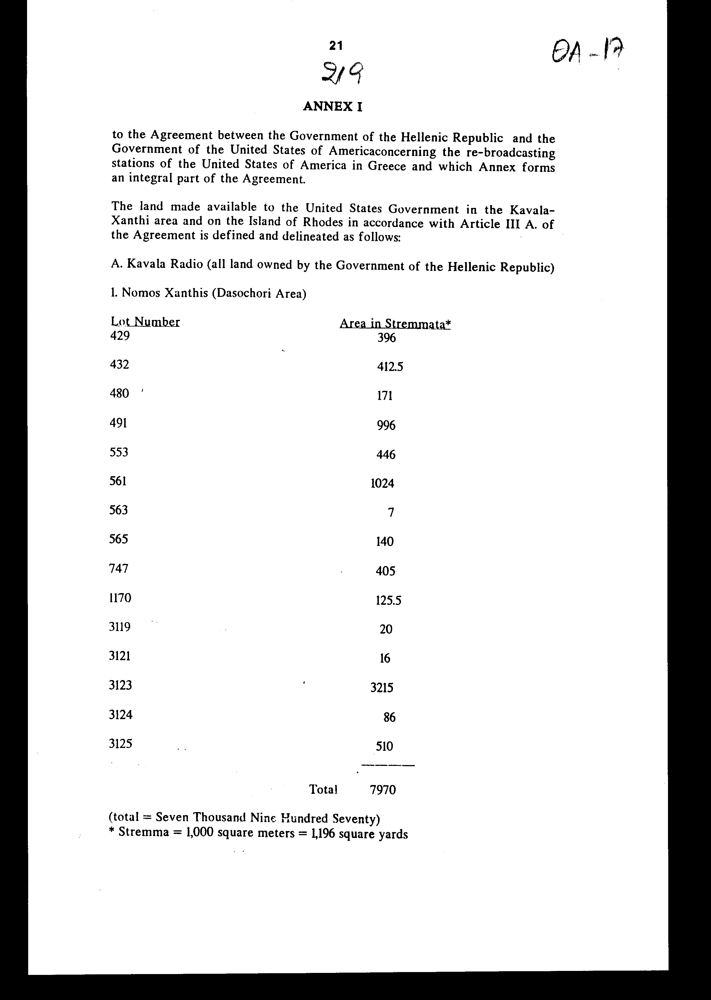 21
θA-17
219
ANNEX I
to the Agreement between the Government of the Hellenic Republic and the
Government of the United States of Americaconcerning the re-broadcasting
stations of the United States of America in Greece and which Annex forms
an integral part of the Agreement.
The land made available to the United States Government in the Kavala-
Xanthi area and on the Island of Rhodes in accordance with Article III A. of
the Agreement is defined and delineated as follows:
A. Kavala Radio (all land owned by the Government of the Hellenic Republic)
1. Nomos Xanthis (Dasochori Area)
Lot Number Area in Stremmata*
429 396
432 412.5
480 171
491 996
553 446
561 1024
563 7
565 140
747 405
1170 125.5
3119 20
3121 16
3123 3215
3124 86
3125 510
Total 7970
(total = Seven Thousand Nine Hundred Seventy)
* Stremma = 1,000 square meters = 1,196 square yards